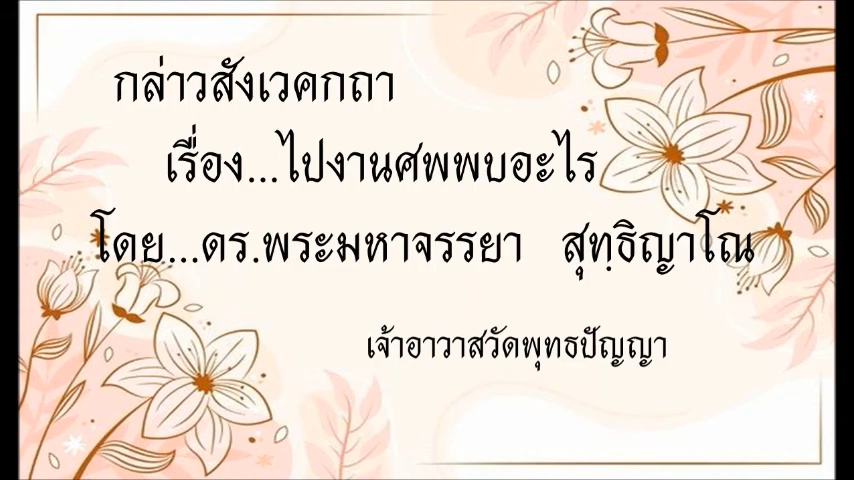 กล่าวสังเวคกถา
เรื่อง...ไปงานศพพบอะไร
โดย...ดร.พระมหาจรรยา สุทฺธิญาโณ
เจ้าอาวาสวัดพุทธปัญญา